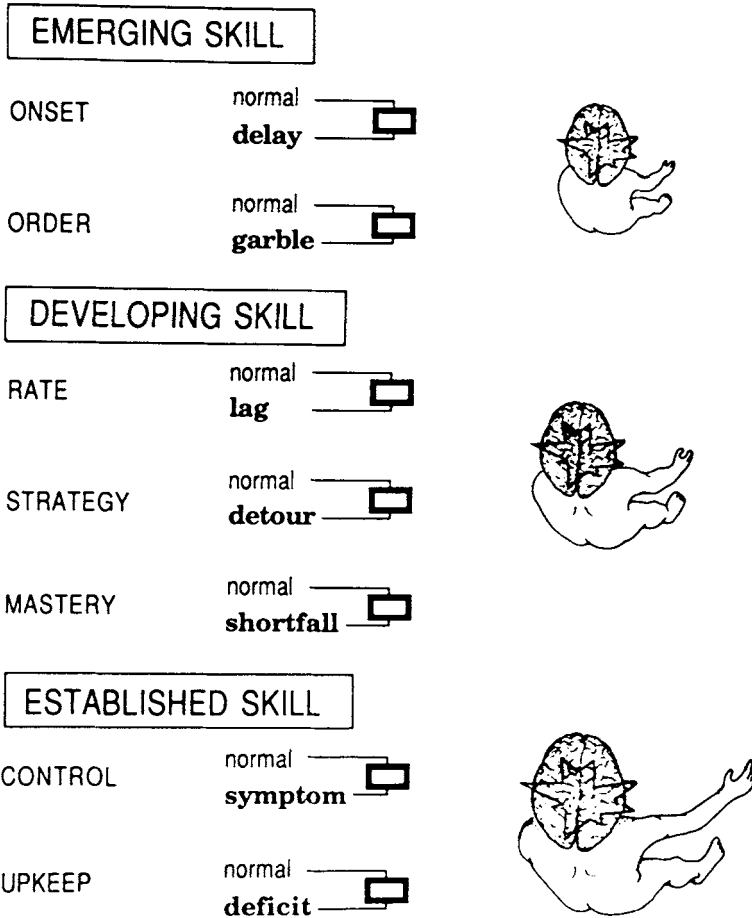 EMERGING SKILL
ONSET
normal
delay
ORDER
normal
garble
DEVELOPING SKILL
RATE
normal
lag
STRATEGY
normal
detour
MASTERY
normal
shortfall
ESTABLISHED SKILL
CONTROL
normal
symptom
UPKEEP
normal
deficit